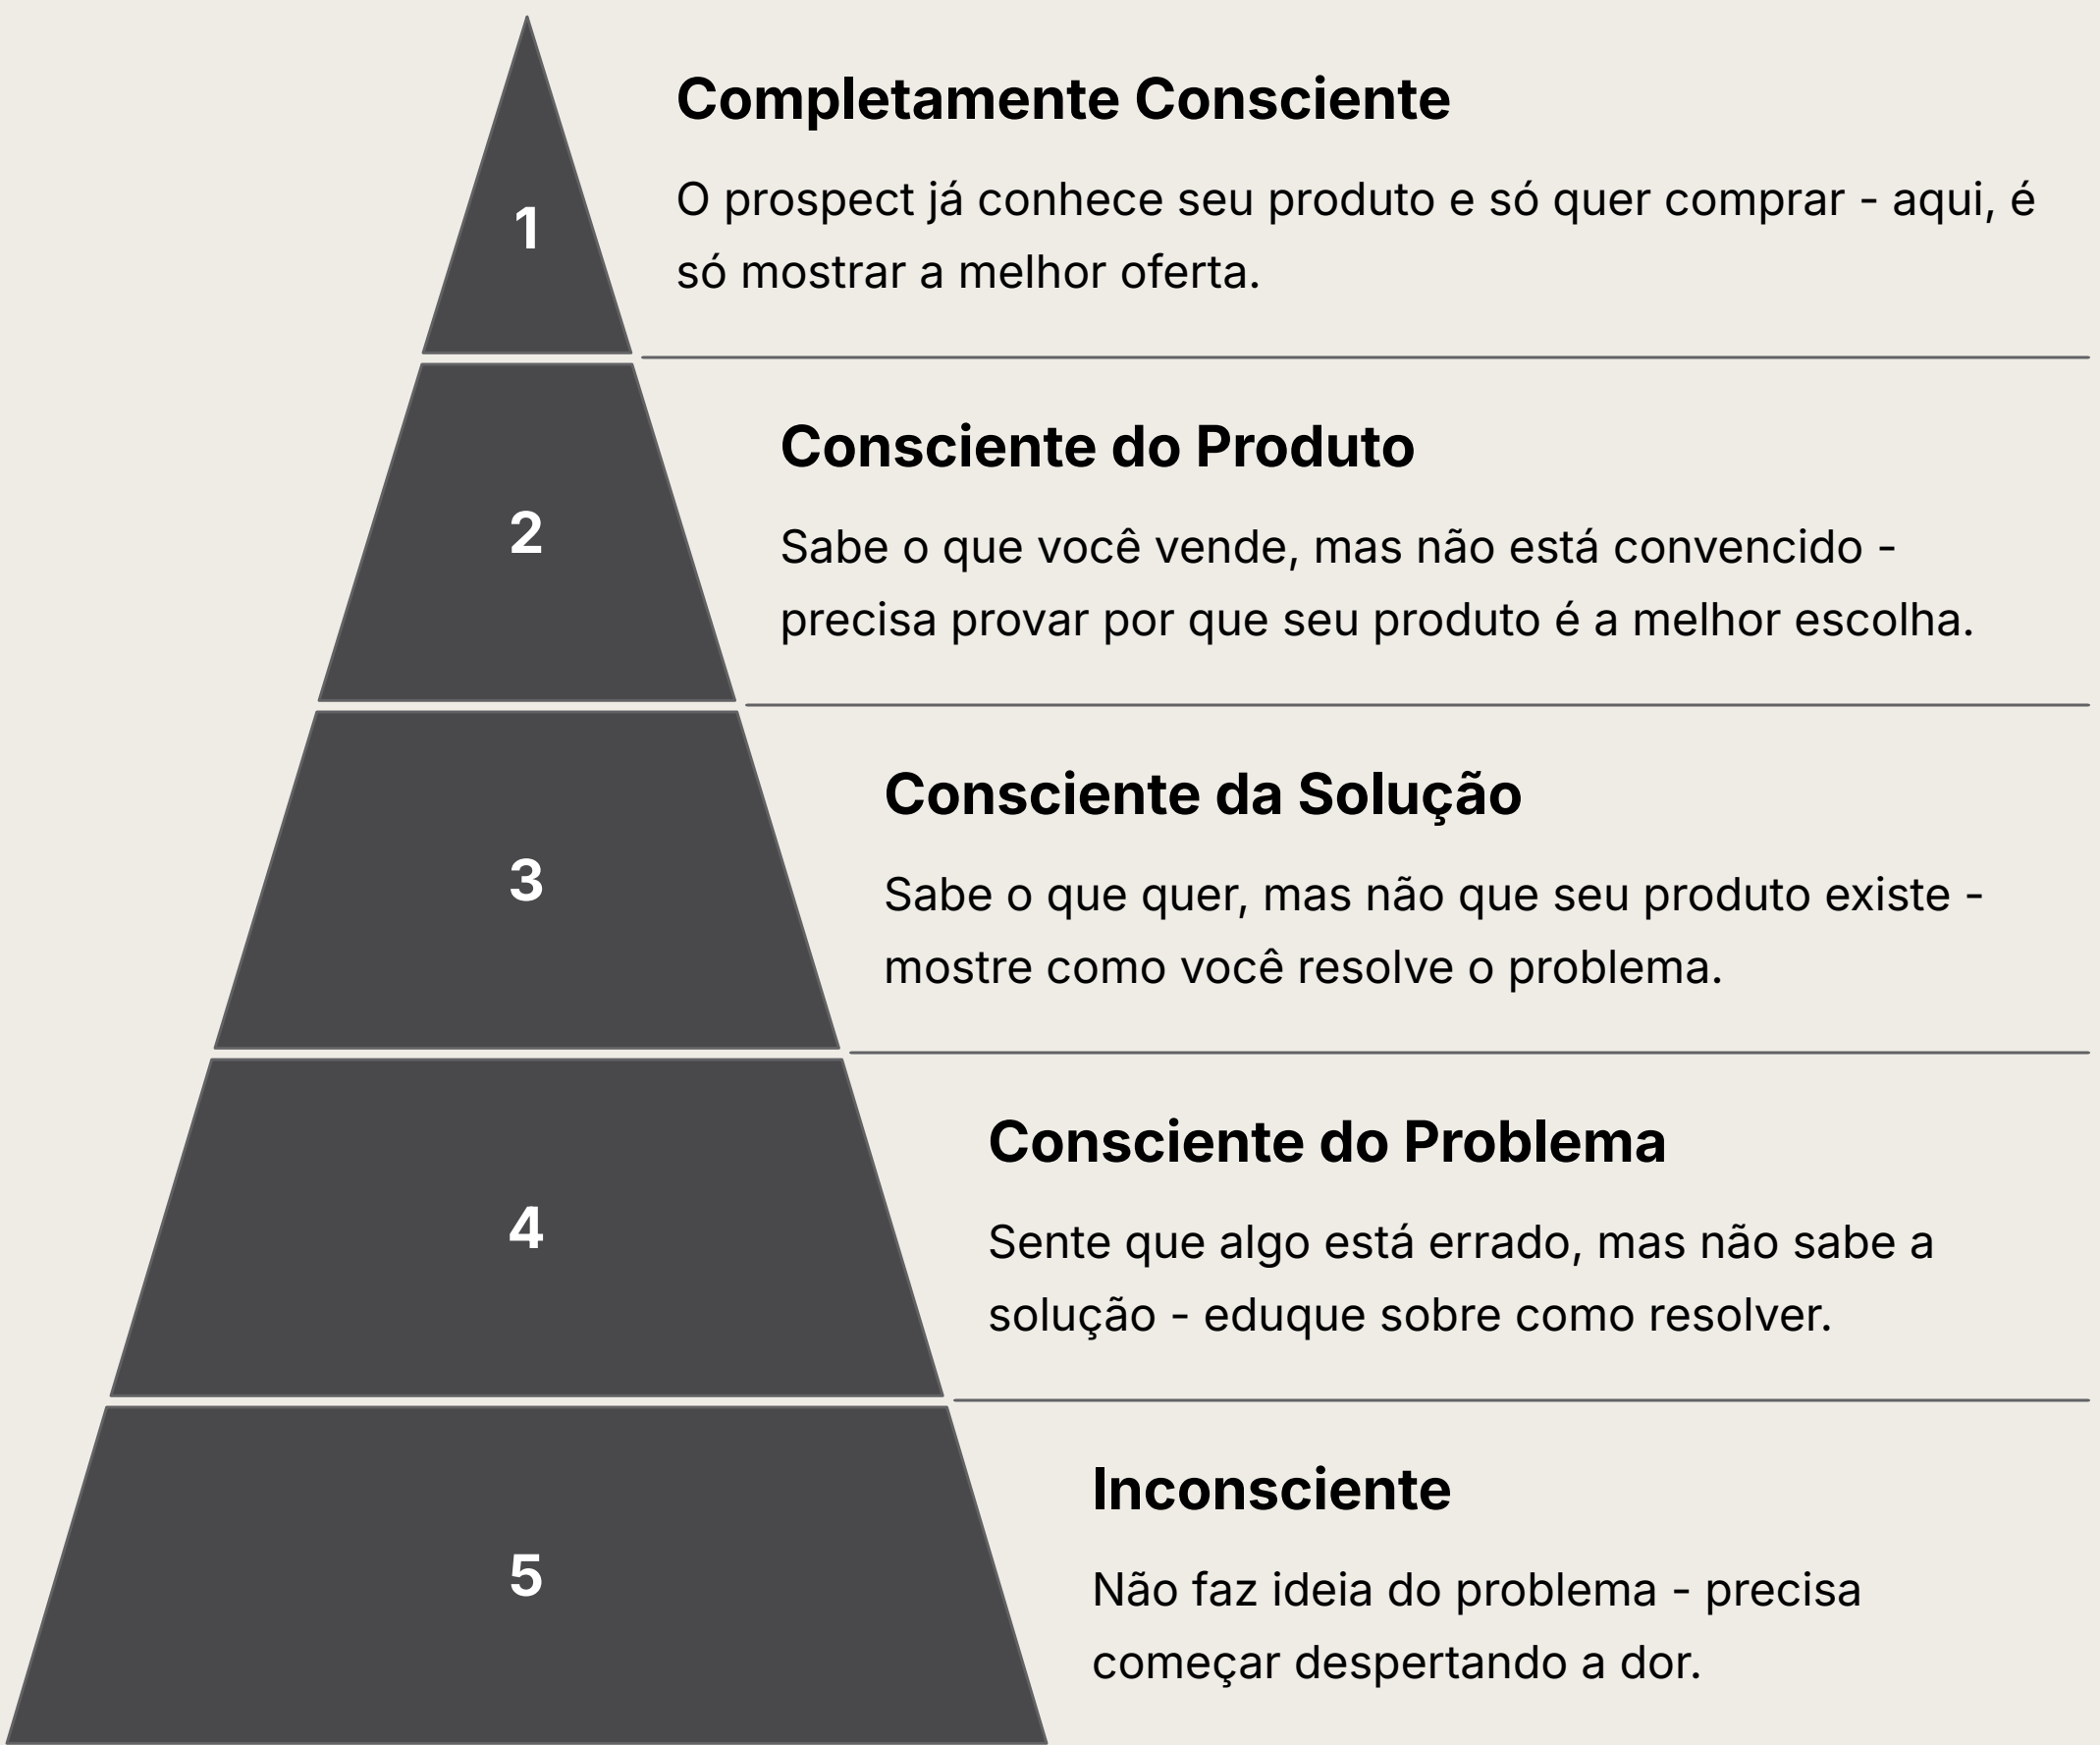 Completamente Consciente
1
O prospect já conhece seu produto e só quer comprar - aqui, é
só mostrar a melhor oferta.
Consciente do Produto
2
Sabe o que você vende, mas não está convencido -
precisa provar por que seu produto é a melhor escolha.
Consciente da Solução
3
Sabe o que quer, mas não que seu produto existe -
mostre como você resolve o problema.
Consciente do Problema
4
Sente que algo está errado, mas não sabe a
solução - eduque sobre como resolver.
Inconsciente
5
Não faz ideia do problema - precisa
começar despertando a dor.